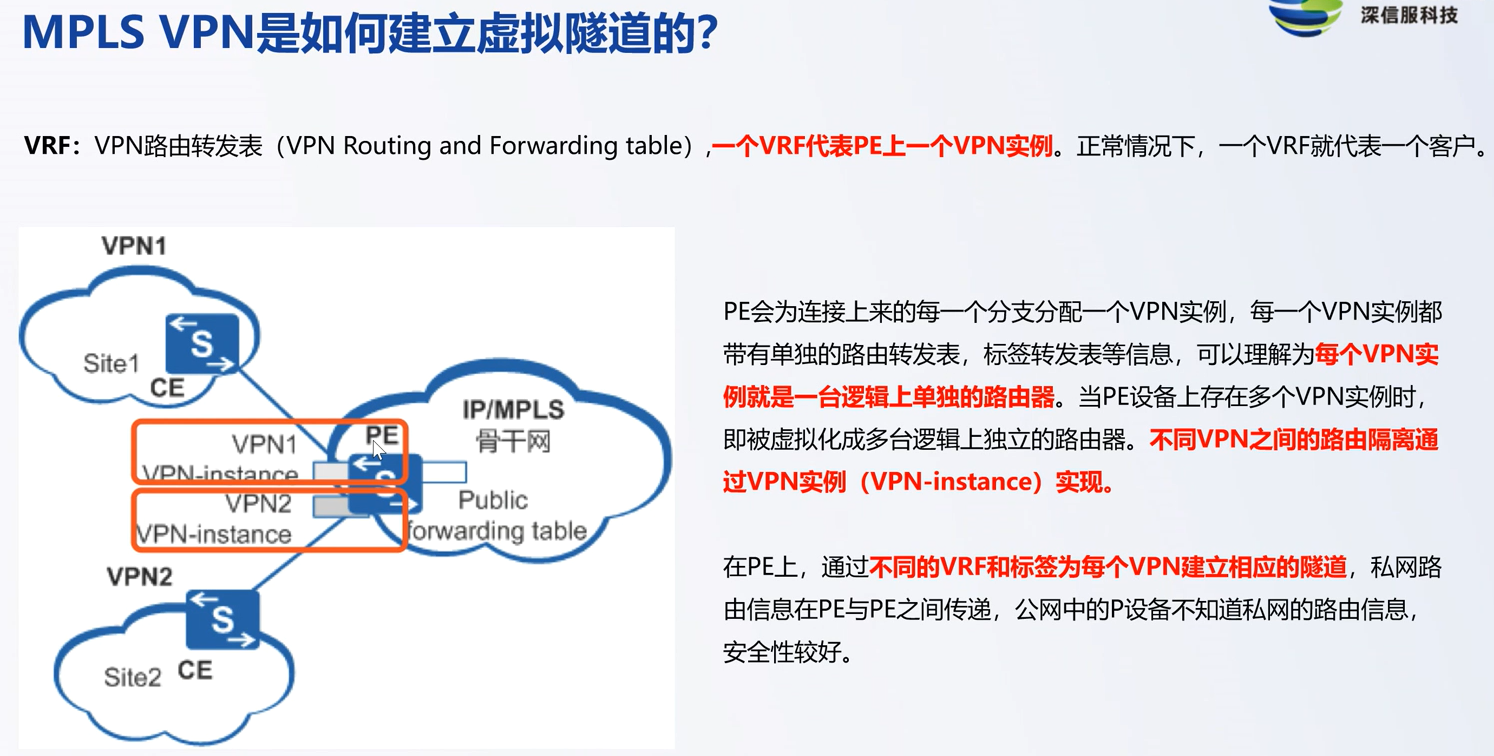 MPLS VPN是如何建立虚拟隧道的？
深信服科技
VRF：VPN路由转发表（VPN Routing and Forwarding table）,一个VRF代表PE上一个VPN实例。正常情况下，一个VRF就代表一个客户。
VPN1
S
Site1
CE
IP/MPLS
骨干网
PE
VPN1
VPN-instance
S
VPN2
VPN-instance
Public
forwarding table
VPN2
S
Site2
CE
PE会为连接上来的每一个分支分配一个VPN实例，每一个VPN实例都
带有单独的路由转发表，标签转发表等信息，可以理解为每个VPN实
例就是一台逻辑上单独的路由器。当PE设备上存在多个VPN实例时，
即被虚拟化成多台逻辑上独立的路由器。不同VPN之间的路由隔离通
过VPN实例（VPN-instance）实现。
在PE上，通过不同的VRF和标签为每个VPN建立相应的隧道，私网路
由信息在PE与PE之间传递，公网中的P设备不知道私网的路由信息，
安全性较好。